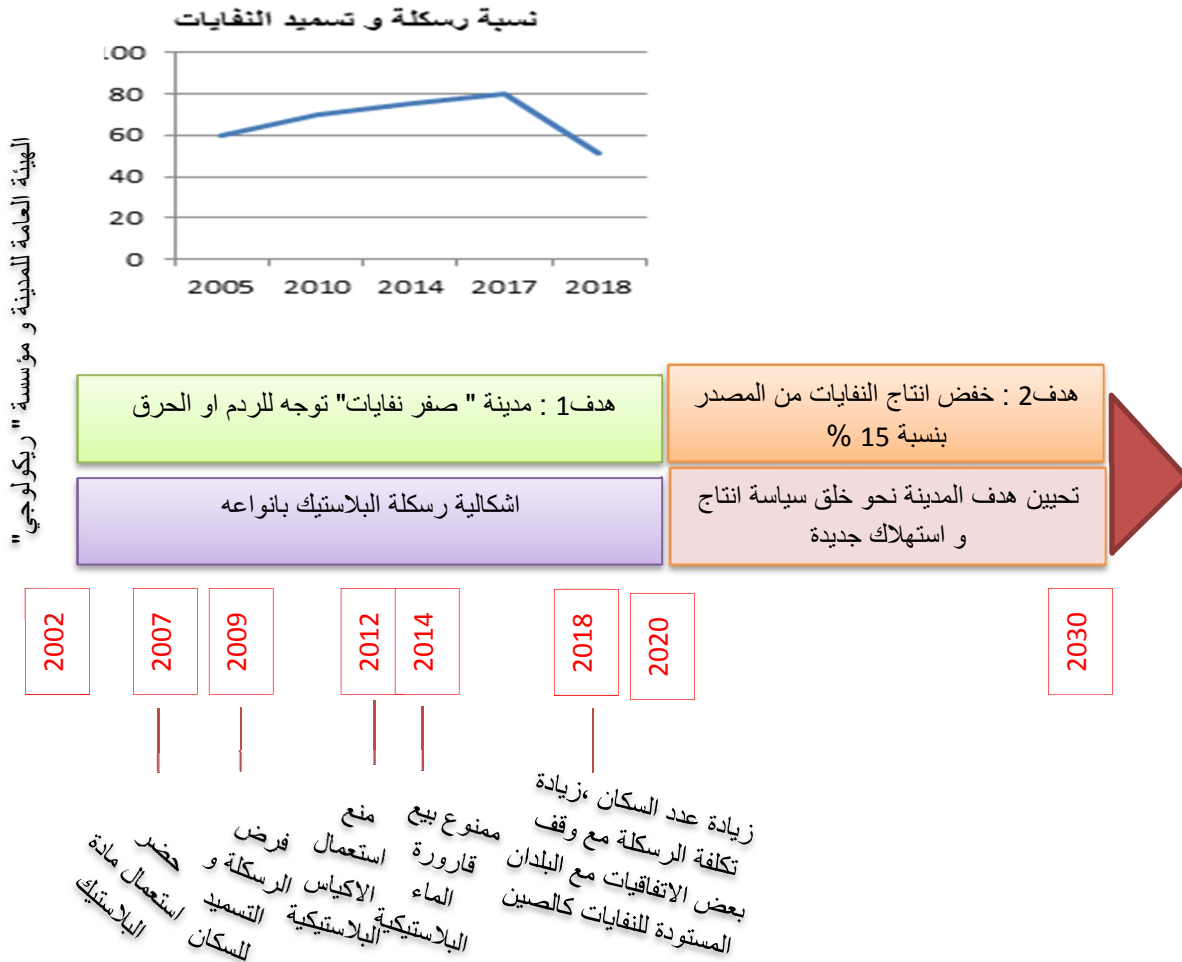 نسبة رسكلة و تسميد النفايات
100
80
60
40
20
0
2005 2010 2014 2017 2018
الهيئة العامة للمدينة و مؤسسة " ريكولوجي"
هدف1 : مدينة " صفر نفايات" توجه للردم او الحرق
هدف2 : خفض انتاج النفايات من المصدر
بنسبة 15 %
اشكالية رسكلة البلاستيك بانواعه
تحيين هدف المدينة نحو خلق سياسة انتاج
و استهلاك جديدة
2002
2007
2009
2012
2014
2018
2020
2030
حضر
استعمال مادة
البلاستيك
فرض
الرسكلة و
التسميد
للسكان
منع
استعمال
الاكياس
البلاستيكية
ممنوع بيع
قارورة
الماء
البلاستيكية
زيادة عدد السكان ،زيادة
تكلفة الرسكلة مع وقف
بعض الاتفاقيات مع البلدان
المستودة للنفايات كالصين